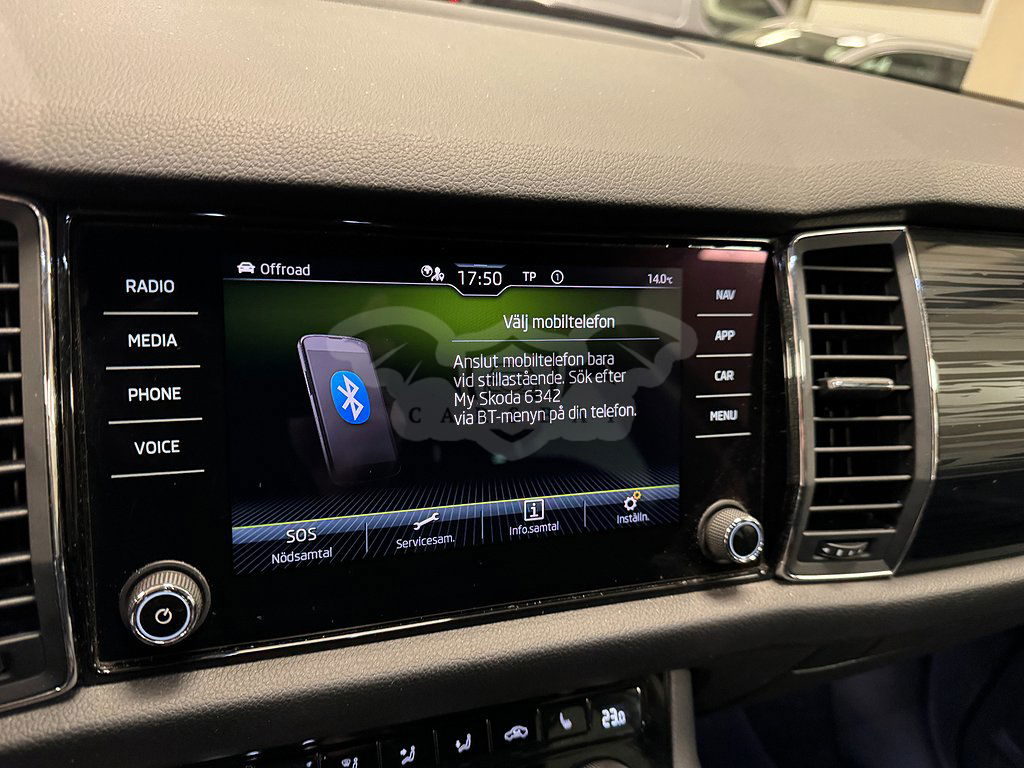 Offroad
17:50
TP
1
14.0°C
RADIO
MEDIA
PHONE
VOICE
NAV
APP
CAR
MENU
Välj mobiltelefon
Anslut mobiltelefon bara
vid stillastående. Sök efter
My Skoda 6342
via BT-menyn på din telefon.
SOS
Nödsamtal
Servicesam.
i
Info.samtal
Inställn.
23.0